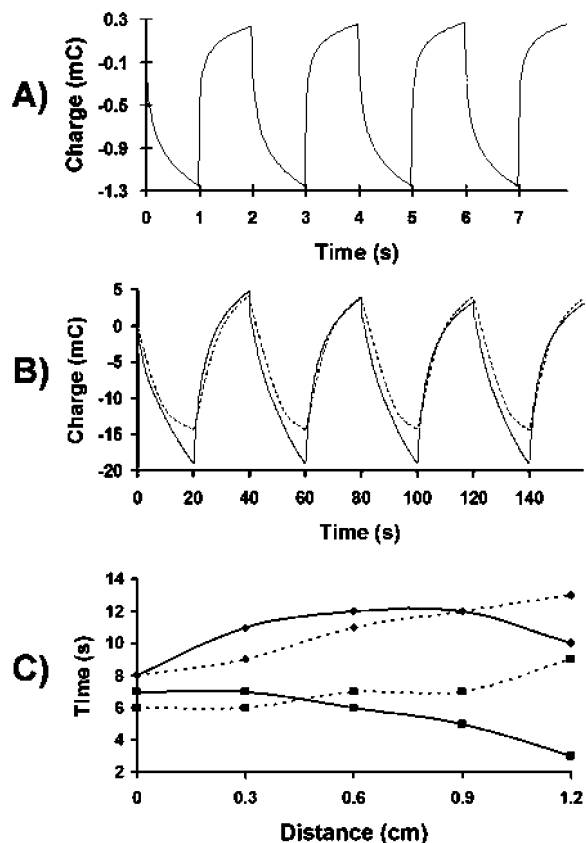 A)
Charge (mC)
0.3
-0.1
-0.5
-0.9
-1.3
0 1 2 3 4 5 6 7
Time (s)
B)
Charge (mC)
5
0
-5
-10
-15
-20
0 20 40 60 80 100 120 140
Time (s)
C)
Time (s)
14
12
10
8
6
4
2
0 0.3 0.6 0.9 1.2
Distance (cm)